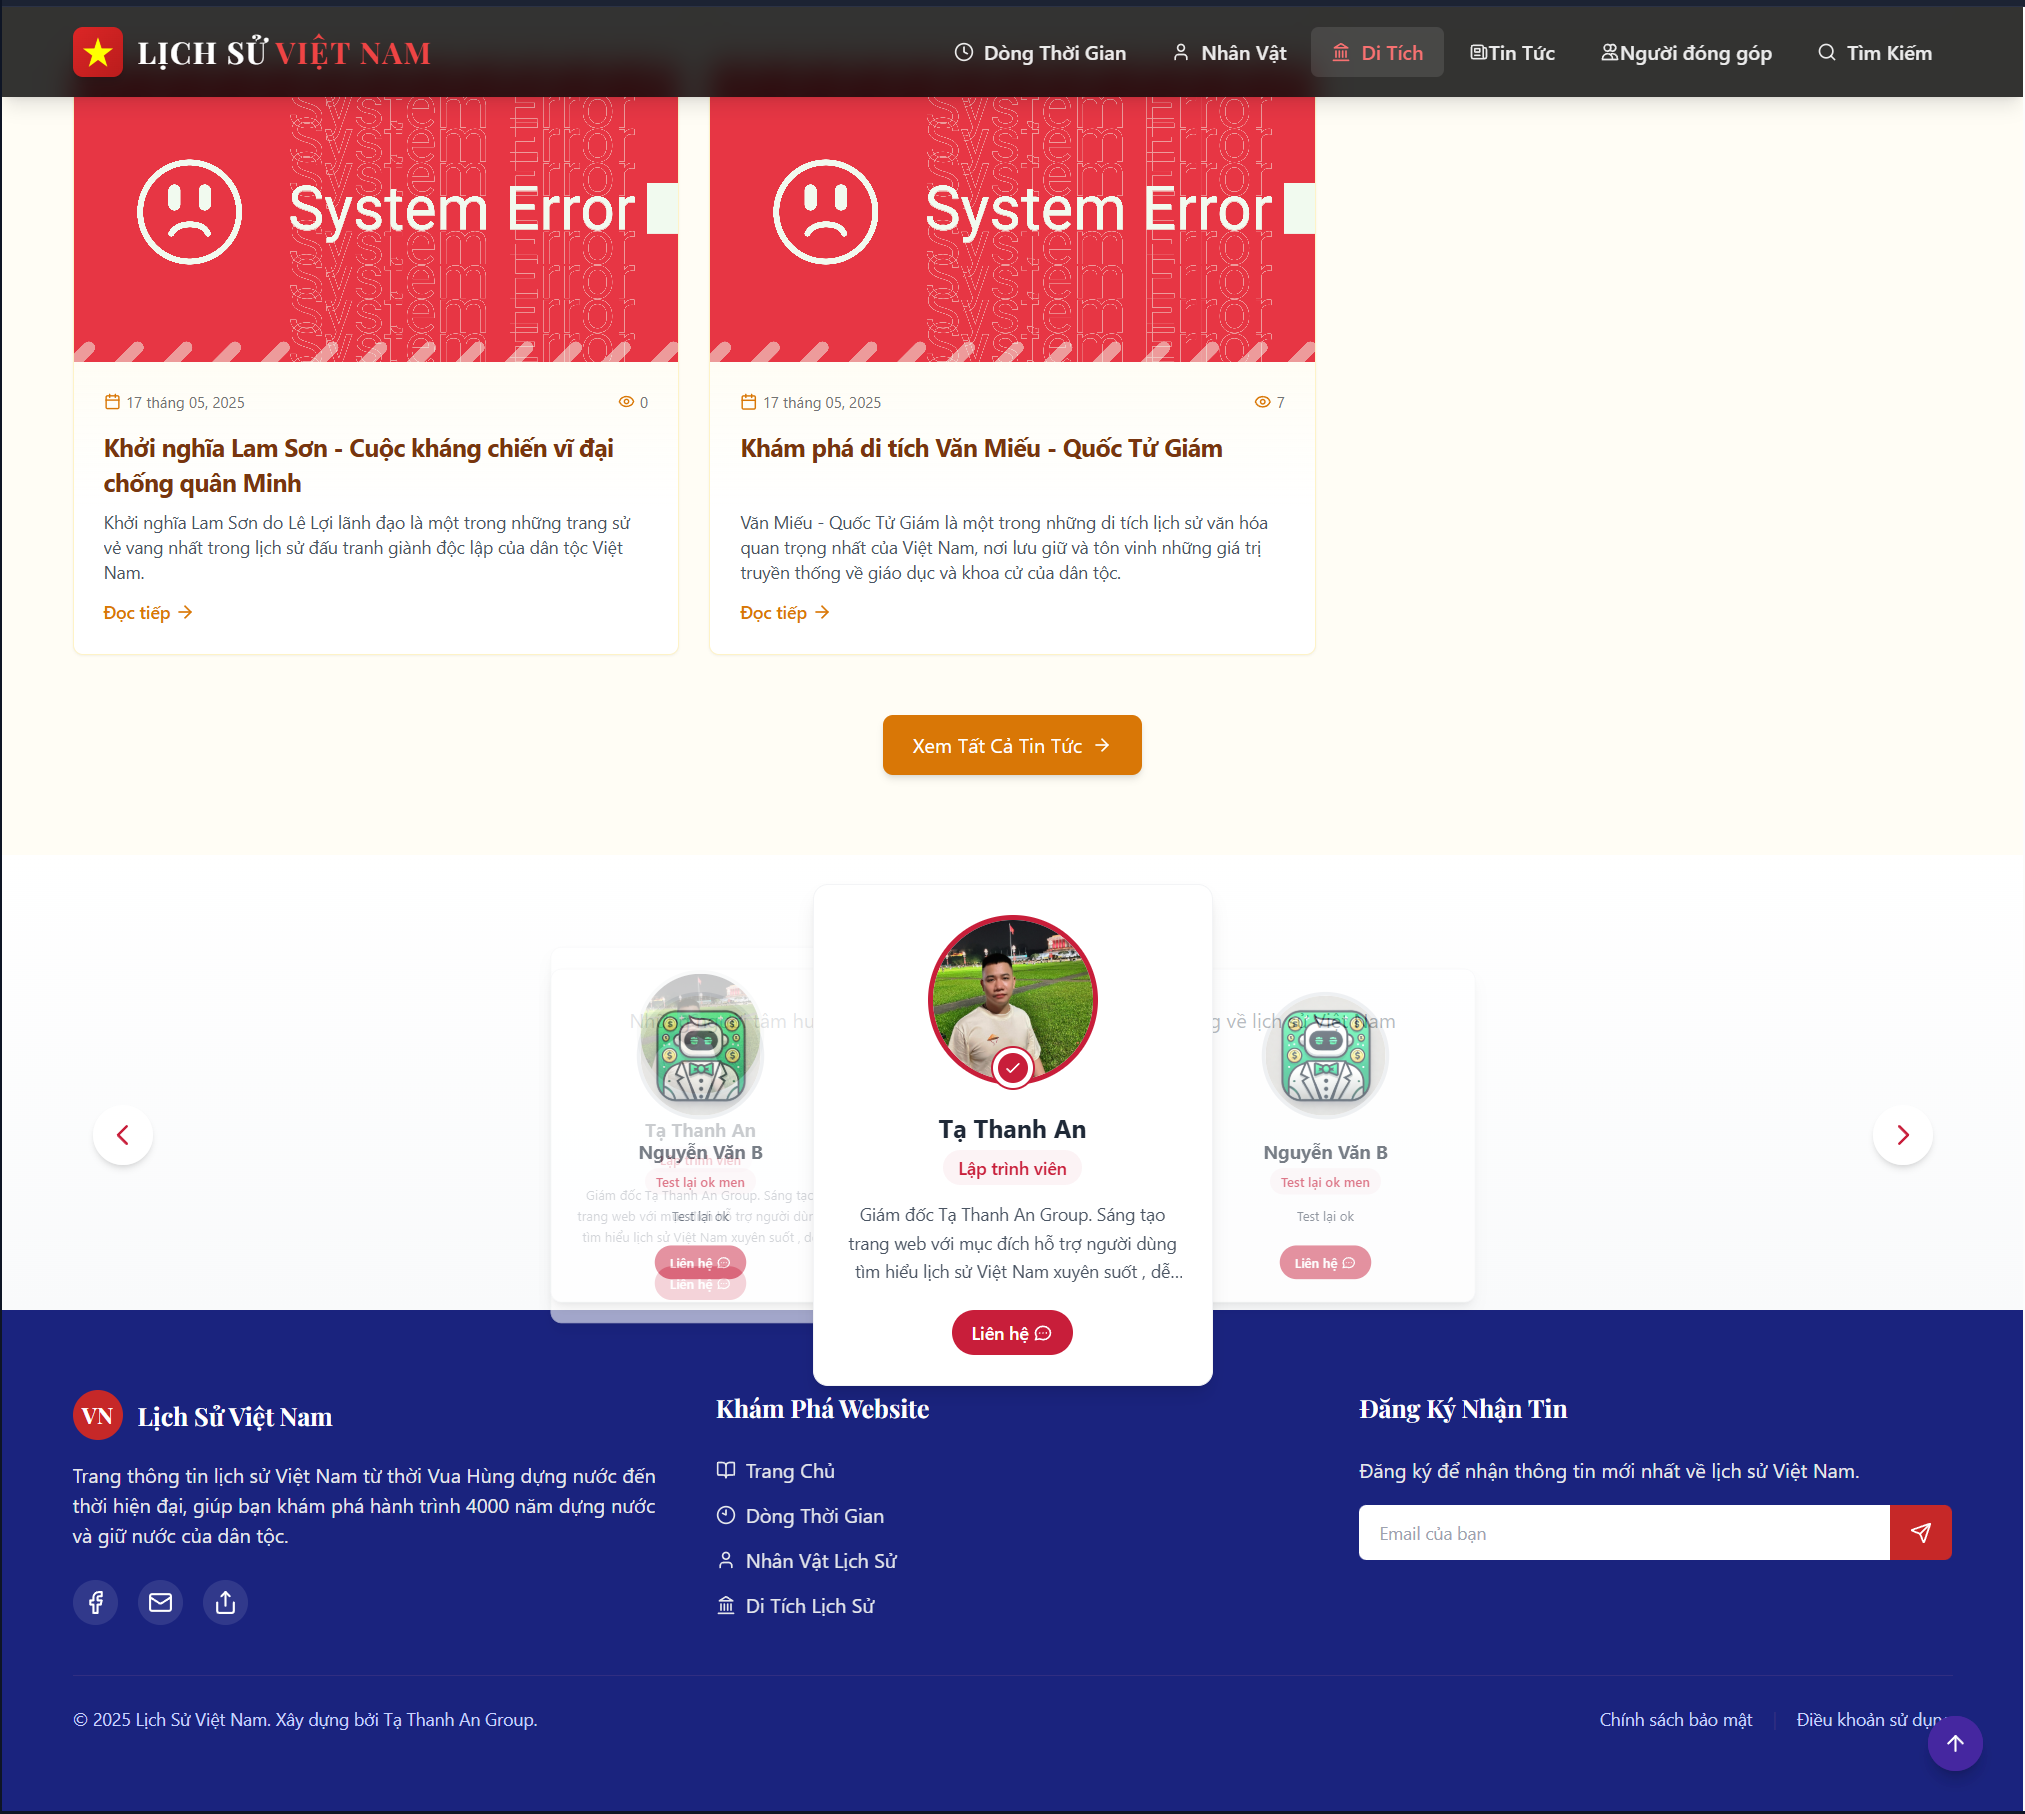 LỊCH SỬ VIỆT NAM
Dòng Thời Gian
Nhân Vật
Di Tích
Tin Tức
Người đóng góp
Tìm Kiếm
System Error
System Error
17 tháng 05, 2025
0
Khởi nghĩa Lam Sơn - Cuộc kháng chiến vĩ đại
chống quân Minh
Khởi nghĩa Lam Sơn do Lê Lợi lãnh đạo là một trong những trang sử
vẻ vang nhất trong lịch sử đấu tranh giành độc lập của dân tộc Việt
Nam.
Đọc tiếp
17 tháng 05, 2025
7
Khám phá di tích Văn Miếu - Quốc Tử Giám
Văn Miếu - Quốc Tử Giám là một trong những di tích lịch sử văn hóa
quan trọng nhất của Việt Nam, nơi lưu giữ và tôn vinh những giá trị
truyền thống về giáo dục và khoa cử của dân tộc.
Đọc tiếp
Xem Tất Cả Tin Tức
về lịch sử Việt Nam
Tạ Thanh An
Nguyễn Văn B
Lập trình viên
Test lại ok men
Giám đốc Tạ Thanh An Group. Sáng tạo
trang web với mục đích hỗ trợ người dùng
Test lại ok
tìm hiểu lịch sử Việt Nam xuyên suốt ,
Liên hệ
Liên hệ
Tạ Thanh An
Lập trình viên
Giám đốc Tạ Thanh An Group. Sáng tạo
trang web với mục đích hỗ trợ người dùng
tìm hiểu lịch sử Việt Nam xuyên suốt , dễ...
Liên hệ
Nguyễn Văn B
Test lại ok men
Test lại ok
Liên hệ
VN
Lịch Sử Việt Nam
Trang thông tin lịch sử Việt Nam từ thời Vua Hùng dựng nước đến
thời hiện đại, giúp bạn khám phá hành trình 4000 năm dựng nước
và giữ nước của dân tộc.
Khám Phá Website
Trang Chủ
Dòng Thời Gian
Nhân Vật Lịch Sử
Di Tích Lịch Sử
Đăng Ký Nhận Tin
Đăng ký để nhận thông tin mới nhất về lịch sử Việt Nam.
Email của bạn
© 2025 Lịch Sử Việt Nam. Xây dựng bởi Tạ Thanh An Group.
Chính sách bảo mật
Điều khoản sử dụng